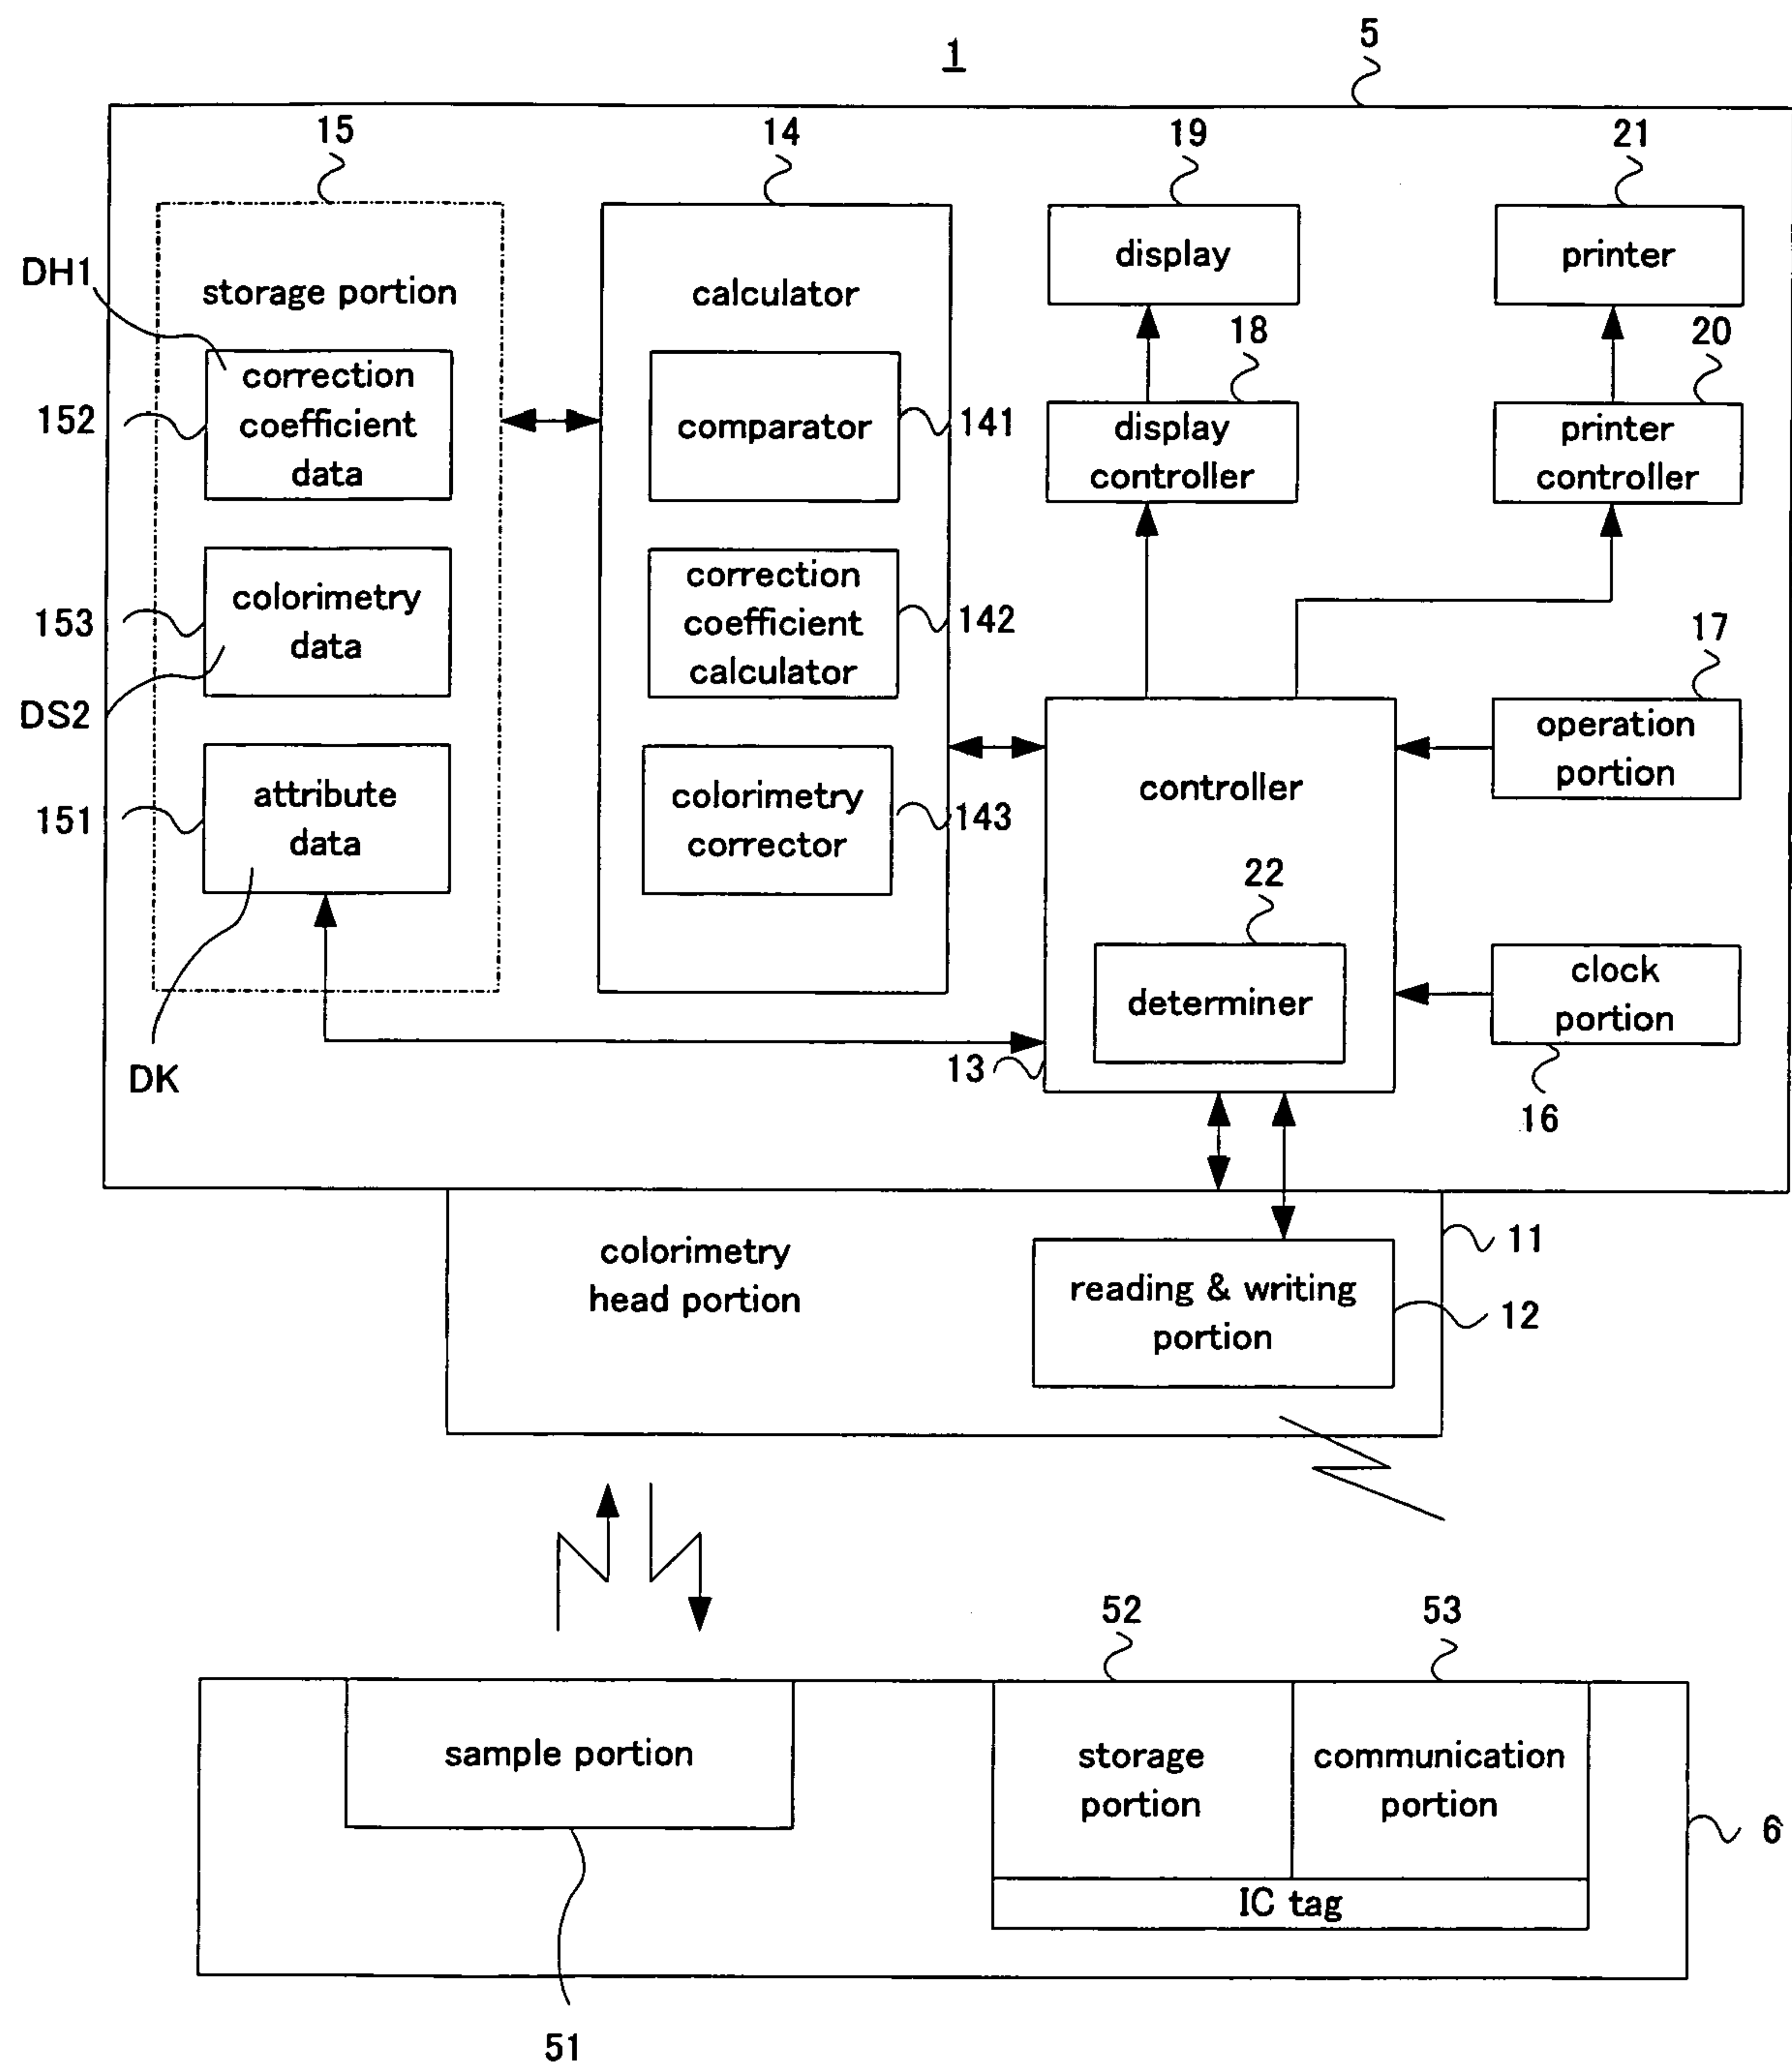 1
5
15
14
19
21
DH1
storage portion
calculator
display
printer
18
20
152
correction
coefficient
data
comparator
141
display
controller
printer
controller
153
colorimetry
data
correction
coefficient
calculator
142
17
DS2
operation
portion
151
attribute
data
colorimetry
corrector
143
controller
22
determiner
clock
portion
DK
13
16
colorimetry
head portion
reading & writing
portion
11
12
52
53
sample portion
storage
portion
communication
portion
6
IC tag
51